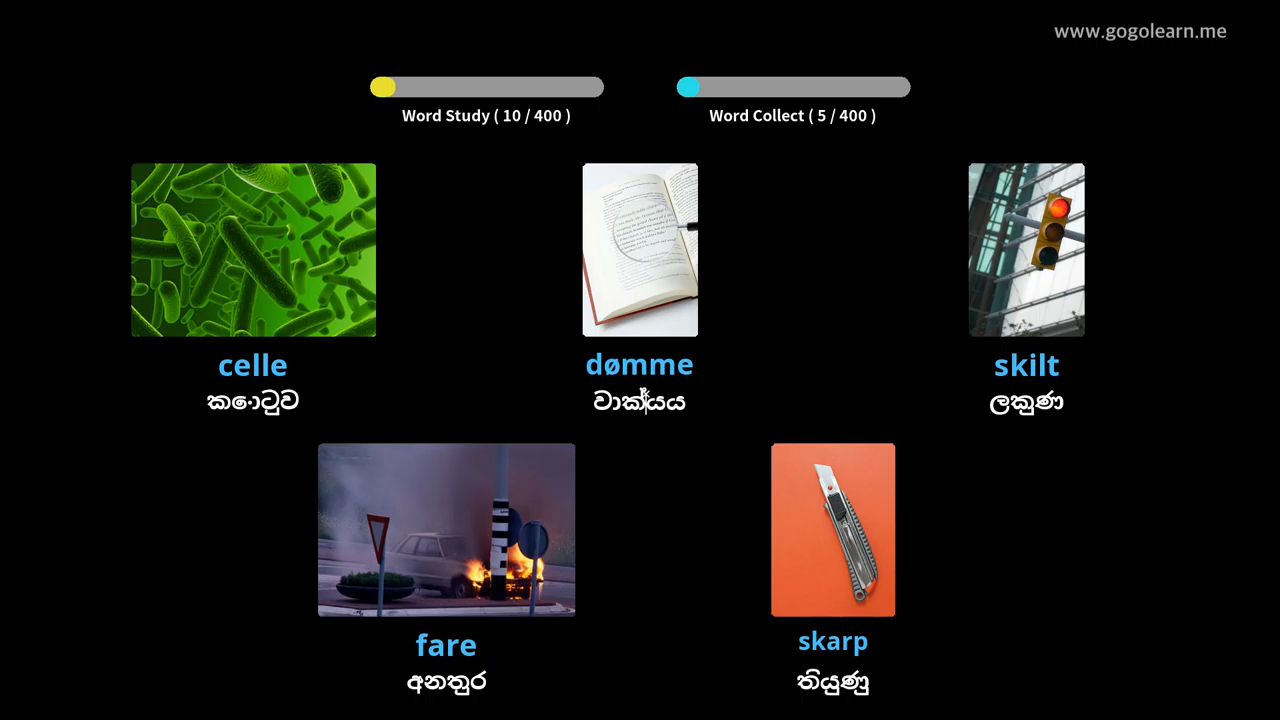 www.gogolearn.me
Word Study ( 10 / 400 )
Word Collect ( 5 / 400 )
celle
dømme
skilt
කොටුව
වාක්‍යය
ලකුණ
fare
skarp
අනතුර
තියුණු